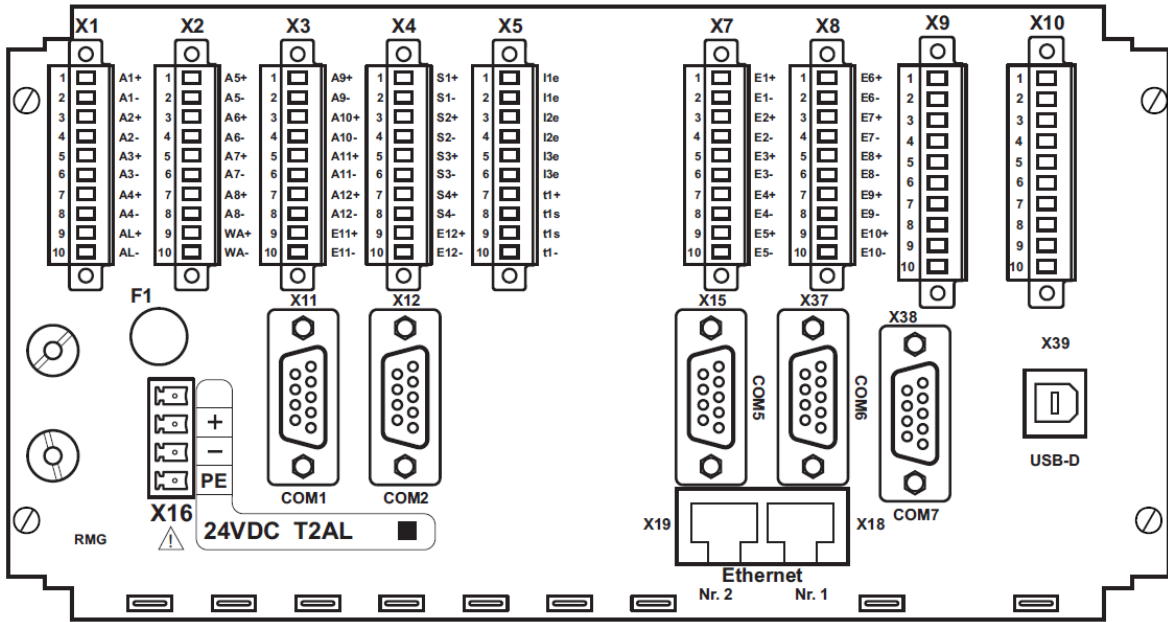 X1 X2 X3 X4 X5 X7 X8 X9 X10
1 A1+ 1 A5+ 1 A9+ 1 S1+ 1 I1e 1 E1+ 1 E6+ 1 1
2 A1- 2 A5- 2 A9- 2 S1- 2 I1e 2 E1- 2 E6- 2 2
3 A2+ 3 A6+ 3 A10+ 3 S2+ 3 I2e 3 E2+ 3 E7+ 3 3
4 A2- 4 A6- 4 A10- 4 S2- 4 I2e 4 E2- 4 E7- 4 4
5 A3+ 5 A7+ 5 A11+ 5 S3+ 5 I3e 5 E3+ 5 E8+ 5 5
6 A3- 6 A7- 6 A11- 6 S3- 6 I3e 6 E3- 6 E8- 6 6
7 A4+ 7 A8+ 7 A12+ 7 S4+ 7 t1+ 7 E4+ 7 E9+ 7 7
8 A4- 8 A8- 8 A12- 8 S4- 8 t1s 8 E4- 8 E9- 8 8
9 AL+ 9 WA+ 9 E11+ 9 E12+ 9 t1s 9 E5+ 9 E10+ 9 9
10 AL- 10 WA- 10 E11- 10 E12- 10 t1- 10 E5- 10 E10- 10 10
F1 X11 X12 X15 X37 X38
X39
COM5 COM6
+
−
PE
USB-D
COM1 COM2
X16
COM7
24VDC T2AL
X19 X18
RMG
Ethernet
Nr. 2 Nr. 1